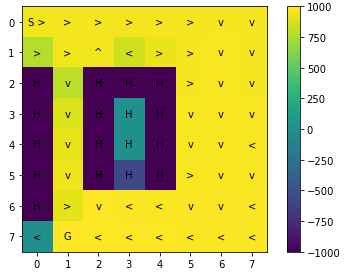 0 S > > > > > > v v 1000
1 > > ^ < > > v v 750
2 H v H H H > v v 500
3 H v H H H v v v 250
4 H v H H H v v < 0
5 H v H H H > v v -250
6 H > v < < v v < -500
7 < G < < < < < < -750
-1000
0 1 2 3 4 5 6 7